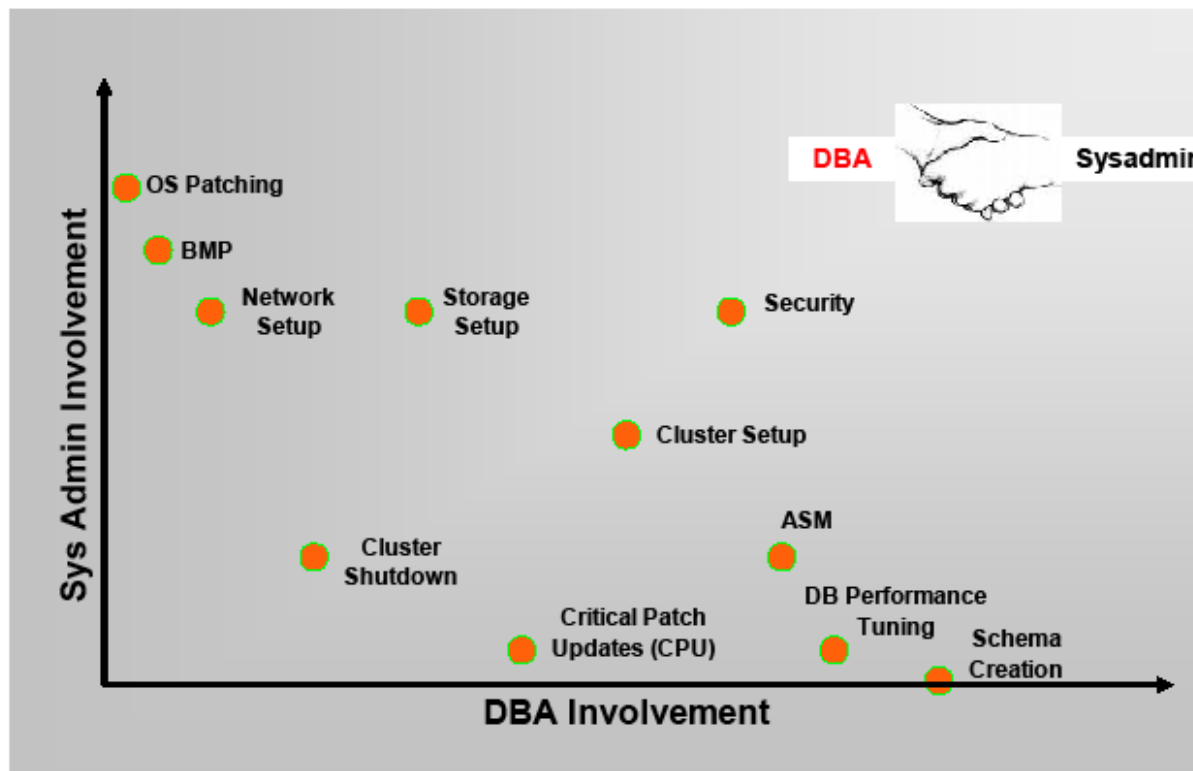 DBA
Sysadmin
OS Patching
BMP
Network
Setup
Storage
Setup
Security
Cluster Setup
ASM
Cluster
Shutdown
DB Performance
Tuning
Critical Patch
Updates (CPU)
Schema
Creation
Sys Admin Involvement
DBA Involvement